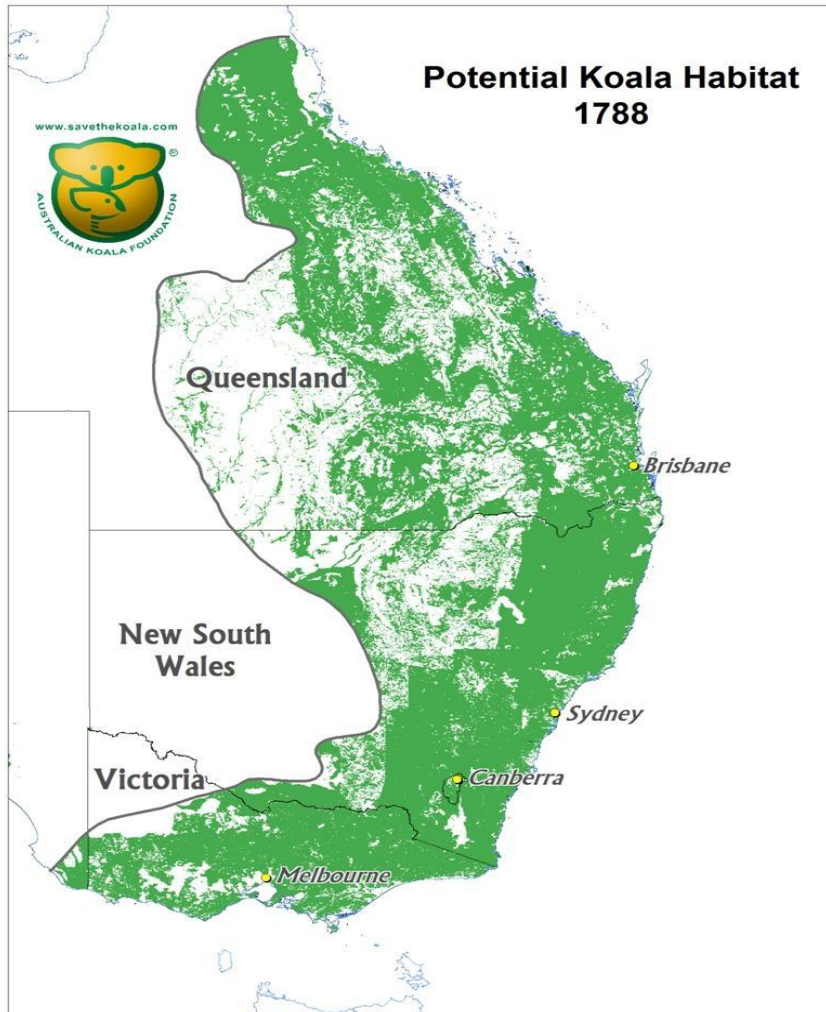 Potential Koala Habitat
1788
www.savethekoala.com
®
AUSTRALIAN KOALA FOUNDATION
Queensland
Brisbane
New South
Wales
Sydney
Canberra
Victoria
Melbourne